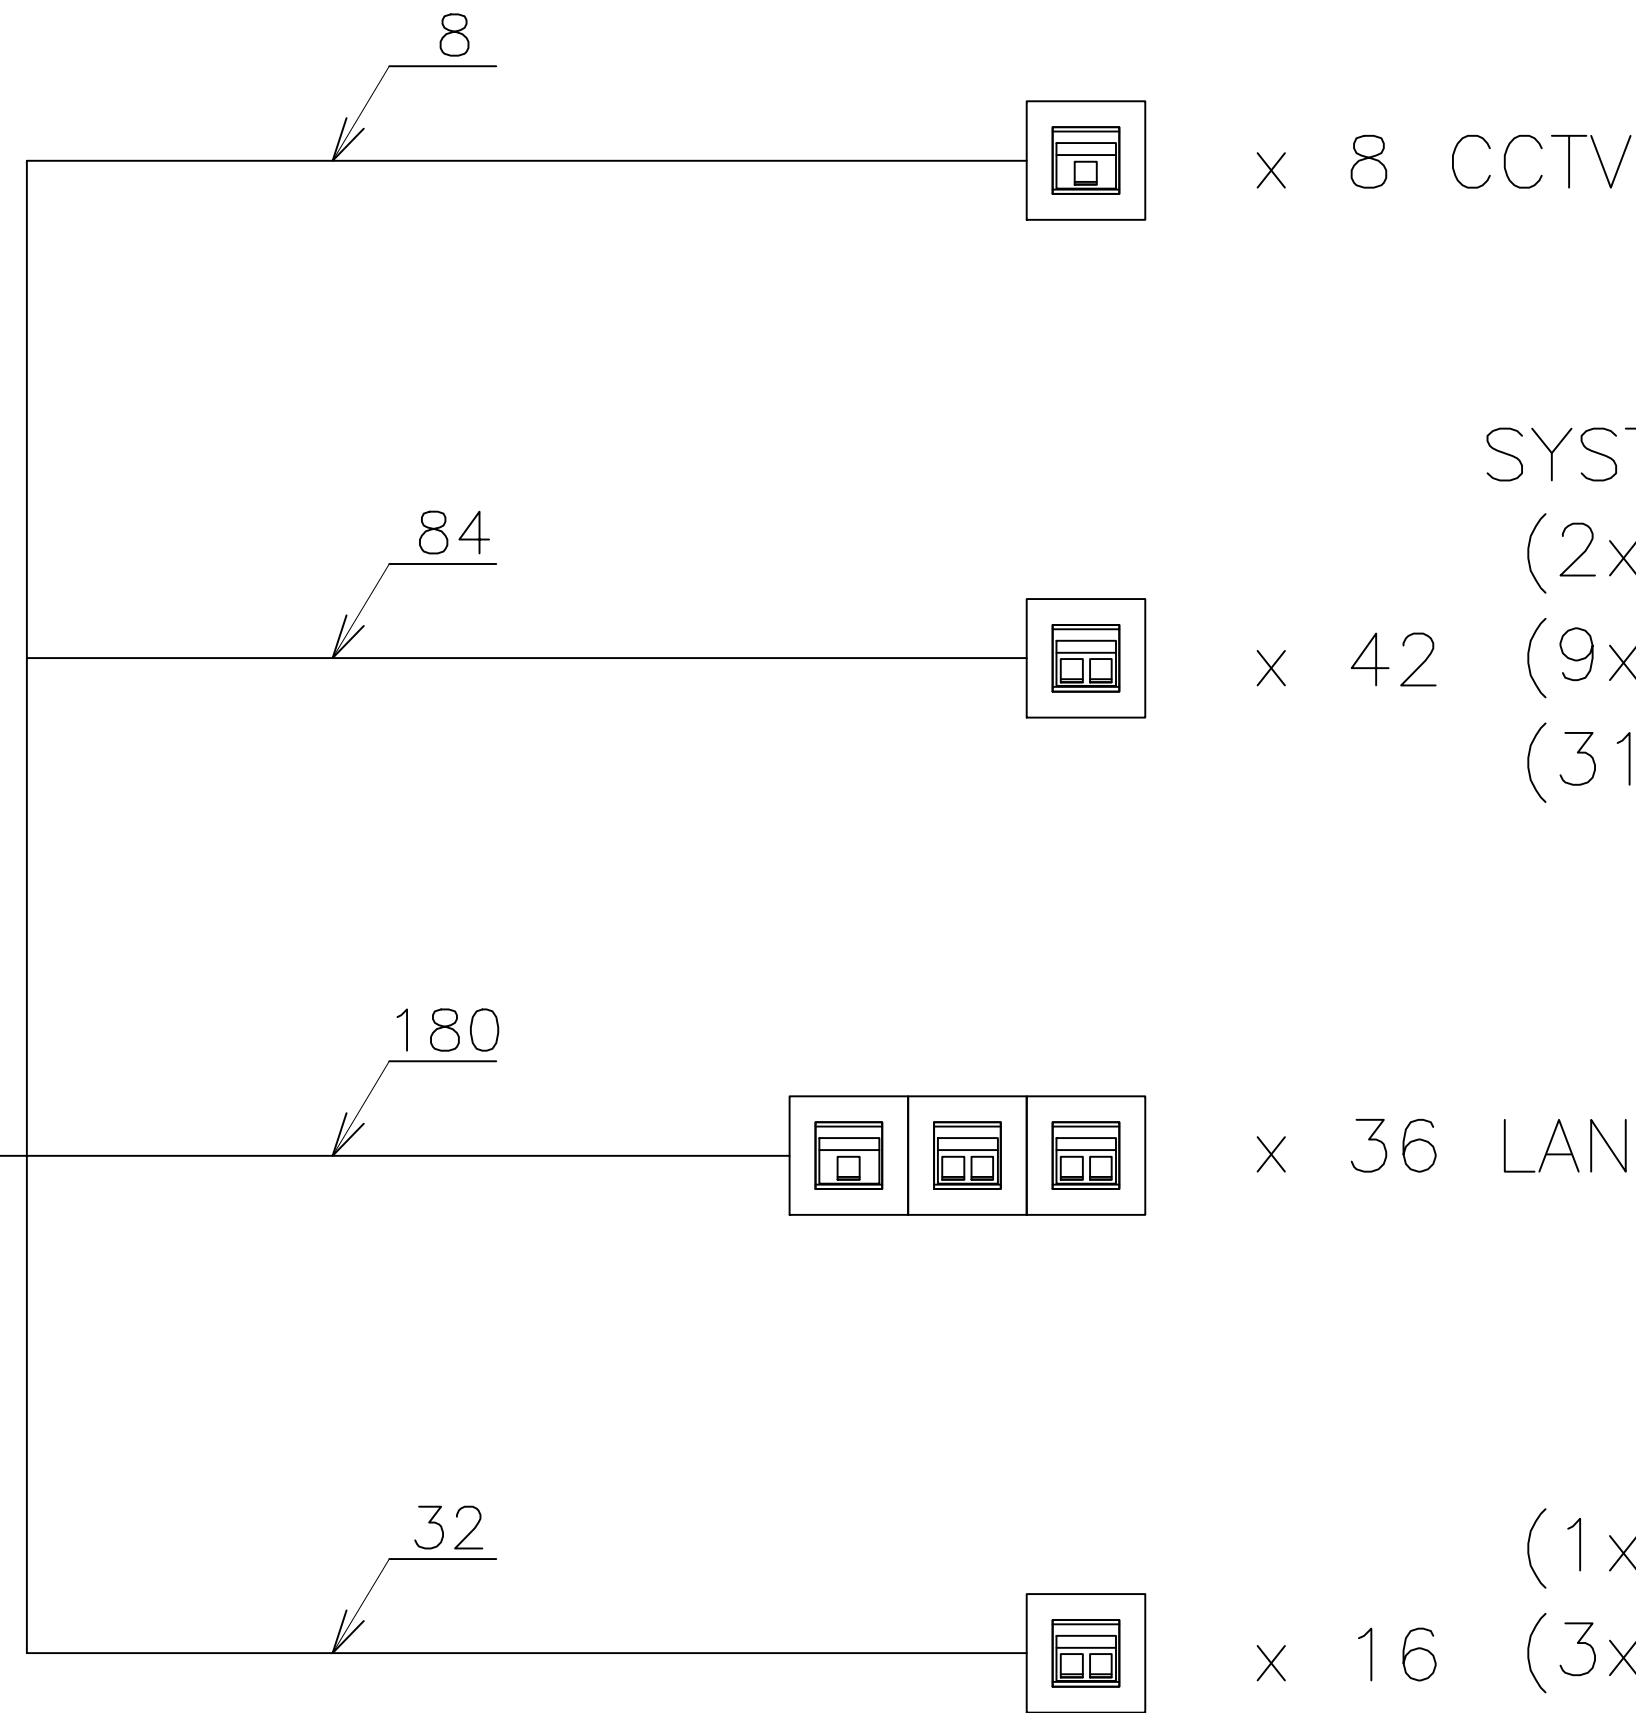 8
x 8 CCTV
SYST
(2x
84
x 42 (9x
(31
180
x 36 LAN
32
(1x
x 16 (3x